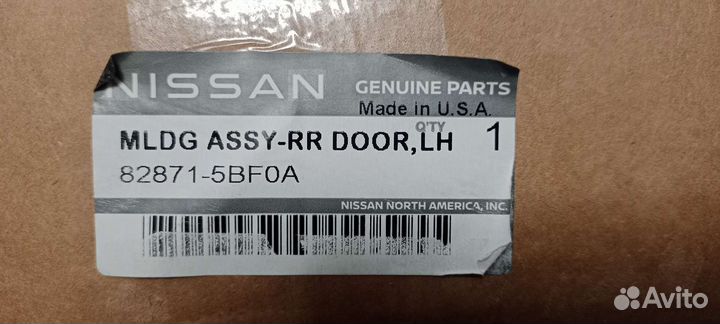 NISSAN GENUINE PARTS
Made in U.S.A.
Q'TY
MLDG ASSY-RR DOOR,LH 1
82871-5BF0A
NISSAN NORTH AMERICA, INC.
Avito